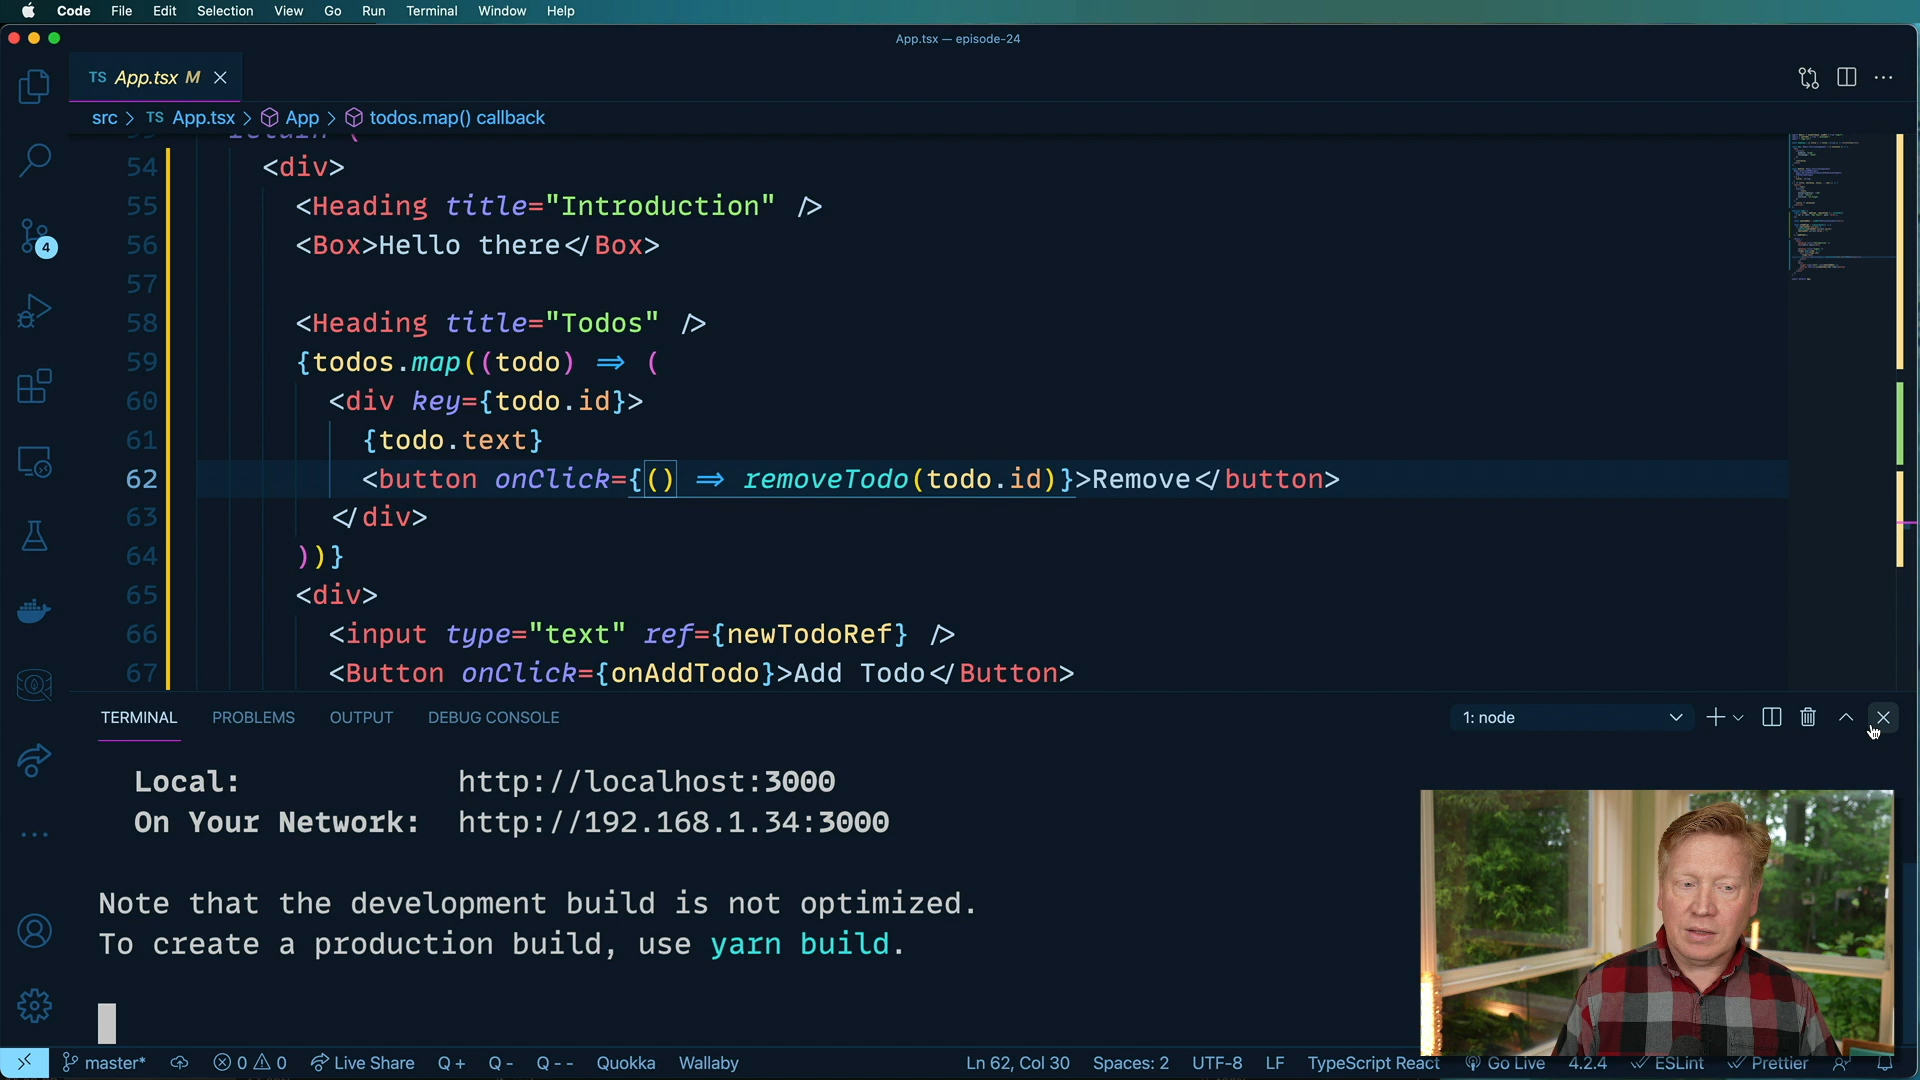 Code File Edit Selection View Go Run Terminal Window Help
App.tsx — episode-24
TS App.tsx M
src > TS App.tsx > App > todos.map() callback
54 <div>
55 <Heading title="Introduction" />
56 <Box>Hello there</Box>
57
58 <Heading title="Todos" />
59 {todos.map((todo) => (
60 <div key={todo.id}>
61 {todo.text}
62 <button onClick={() => removeTodo(todo.id)}>Remove</button>
63 </div>
64 ))}
65 <div>
66 <input type="text" ref={newTodoRef} />
67 <Button onClick={onAddTodo}>Add Todo</Button>
4
TERMINAL PROBLEMS OUTPUT DEBUG CONSOLE 1: node
Local: http://localhost:3000
On Your Network: http://192.168.1.34:3000
Note that the development build is not optimized.
To create a production build, use yarn build.
master* 0 0 Live Share Q + Q - Q -- Quokka Wallaby Ln 62, Col 30 Spaces: 2 UTF-8 LF TypeScript React Go Live 4.2.4 ESLint Prettier